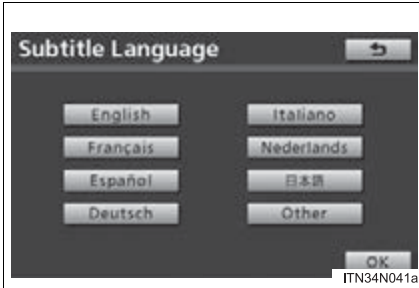 Subtitle Language
English
Italiano
Français
Nederlands
Español
日本語
Deutsch
Other
OK
ITN34N041a